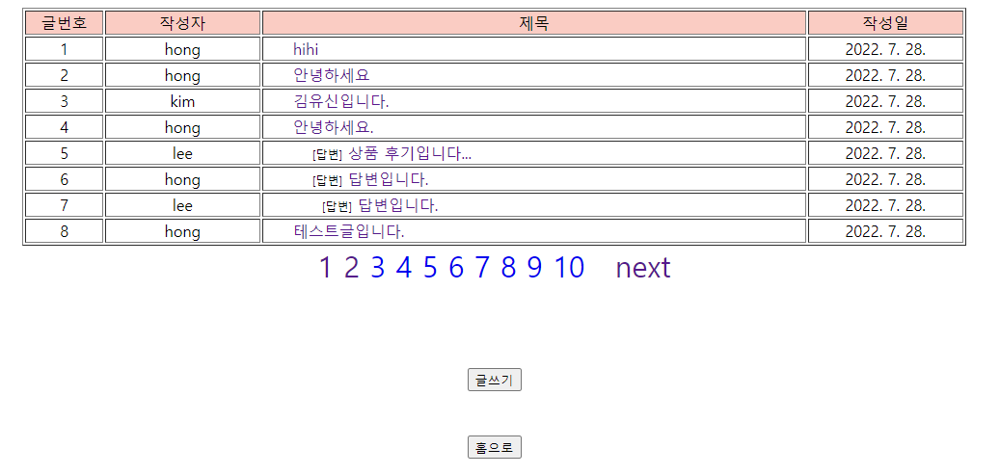 글번호 작성자 제목 작성일
1 hong hihi 2022. 7. 28.
2 hong 안녕하세요 2022. 7. 28.
3 kim 김유신입니다. 2022. 7. 28.
4 hong 안녕하세요. 2022. 7. 28.
5 lee [답변] 상품 후기입니다... 2022. 7. 28.
6 hong [답변] 답변입니다. 2022. 7. 28.
7 lee [답변] 답변입니다. 2022. 7. 28.
8 hong 테스트글입니다. 2022. 7. 28.
1 2 3 4 5 6 7 8 9 10 next
글쓰기
홈으로